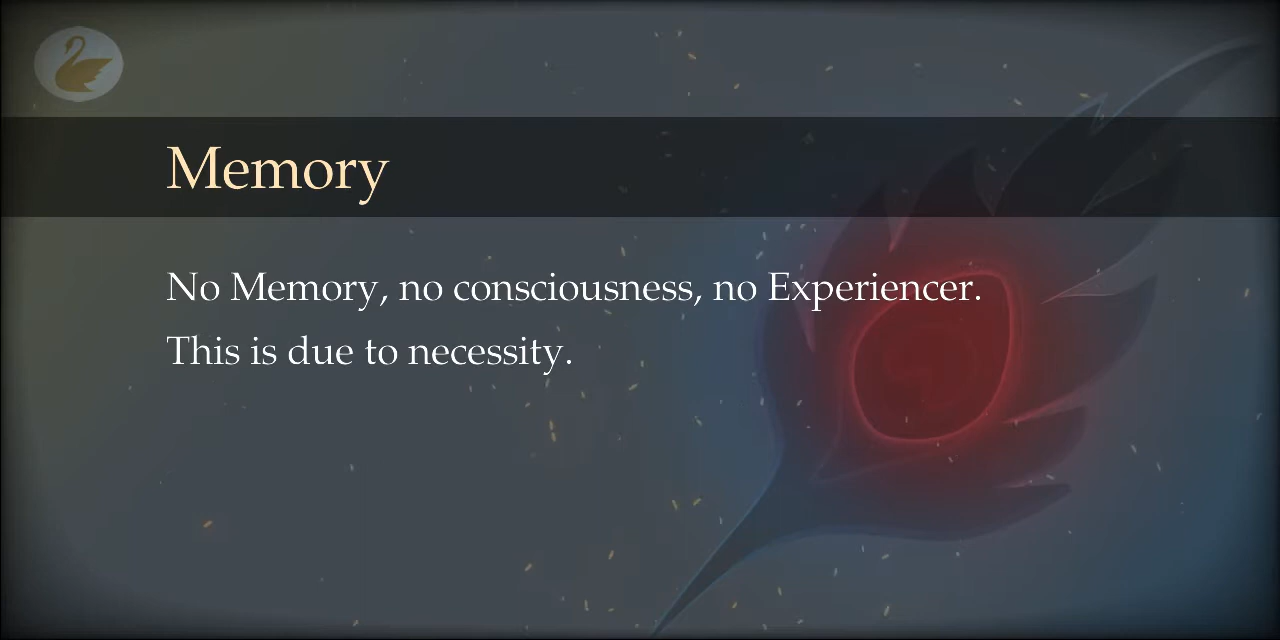 Memory
No Memory, no consciousness, no Experiencer.
This is due to necessity.